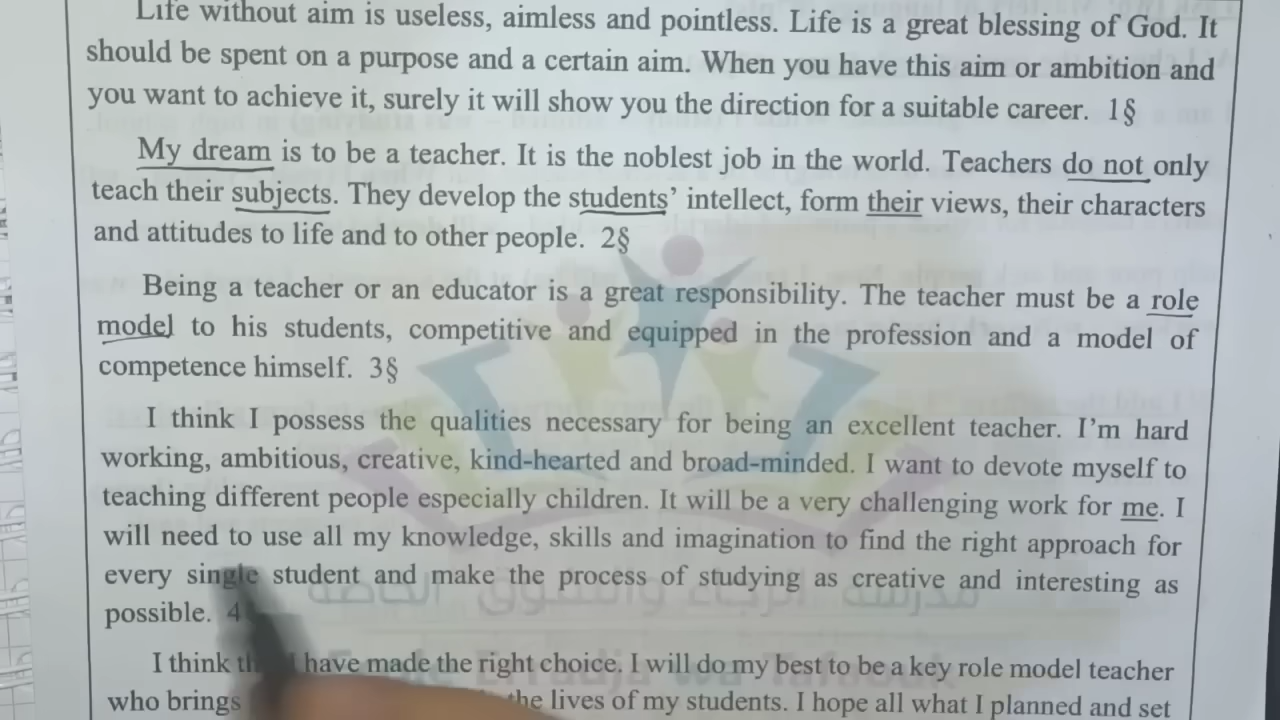 Life without aim is useless, aimless and pointless. Life is a great blessing of God. It
should be spent on a purpose and a certain aim. When you have this aim or ambition and
you want to achieve it, surely it will show you the direction for a suitable career. 1§
My dream is to be a teacher. It is the noblest job in the world. Teachers do not only
teach their subjects. They develop the students’ intellect, form their views, their characters
and attitudes to life and to other people. 2§
Being a teacher or an educator is a great responsibility. The teacher must be a role
model to his students, competitive and equipped in the profession and a model of
competence himself. 3§
I think I possess the qualities necessary for being an excellent teacher. I’m hard
working, ambitious, creative, kind-hearted and broad-minded. I want to devote myself to
teaching different people especially children. It will be a very challenging work for me. I
will need to use all my knowledge, skills and imagination to find the right approach for
every single student and make the process of studying as creative and interesting as
مدرسة الرجاء والتفوق الخاصة
possible. 4
I think I have made the right choice. I will do my best to be a key role model teacher
who brings the lives of my students. I hope all what I planned and set